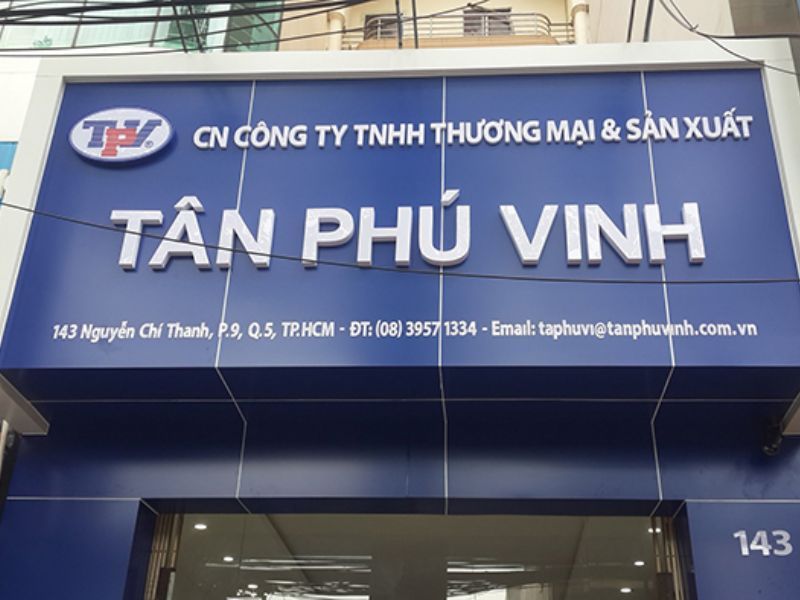 TPV®
CN CÔNG TY TNHH THƯƠNG MẠI & SẢN XUẤT
TÂN PHÚ VINH
143 Nguyễn Chí Thanh, P.9, Q.5, TP.HCM - ĐT: (08) 3957 1334 - Email: taphuvi@tanphuvinh.com.vn
143